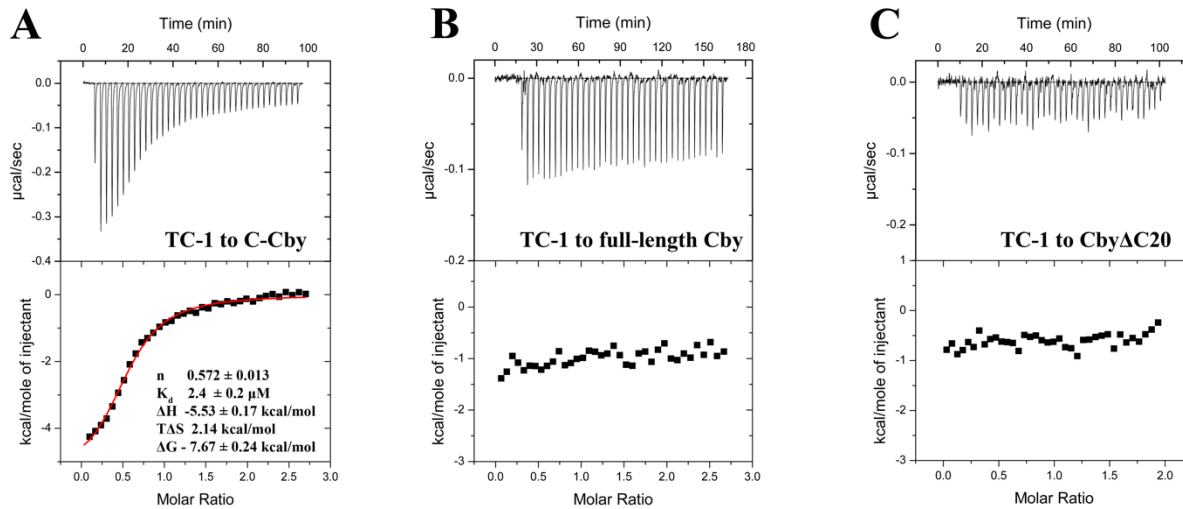 A
Time (min)
0 20 40 60 80 100
0.0
-0.1
-0.2
-0.3
-0.4
µcal/sec
TC-1 to C-Cby
0
-2
-4
kcal/mole of injectant
n 0.572 ± 0.013
Kd 2.4 ± 0.2 µM
ΔH -5.53 ± 0.17 kcal/mol
TΔS 2.14 kcal/mol
ΔG - 7.67 ± 0.24 kcal/mol
0.0 0.5 1.0 1.5 2.0 2.5 3.0
Molar Ratio
B
Time (min)
0 30 60 90 120 150 180
0.0
-0.1
-0.2
µcal/sec
TC-1 to full-length Cby
0
-1
-2
-3
kcal/mole of injectant
0.0 0.5 1.0 1.5 2.0 2.5 3.0
Molar Ratio
C
Time (min)
0 20 40 60 80 100
0.0
-0.1
-0.2
µcal/sec
TC-1 to CbyΔC20
1
0
-1
-2
-3
kcal/mole of injectant
0.0 0.5 1.0 1.5 2.0
Molar Ratio